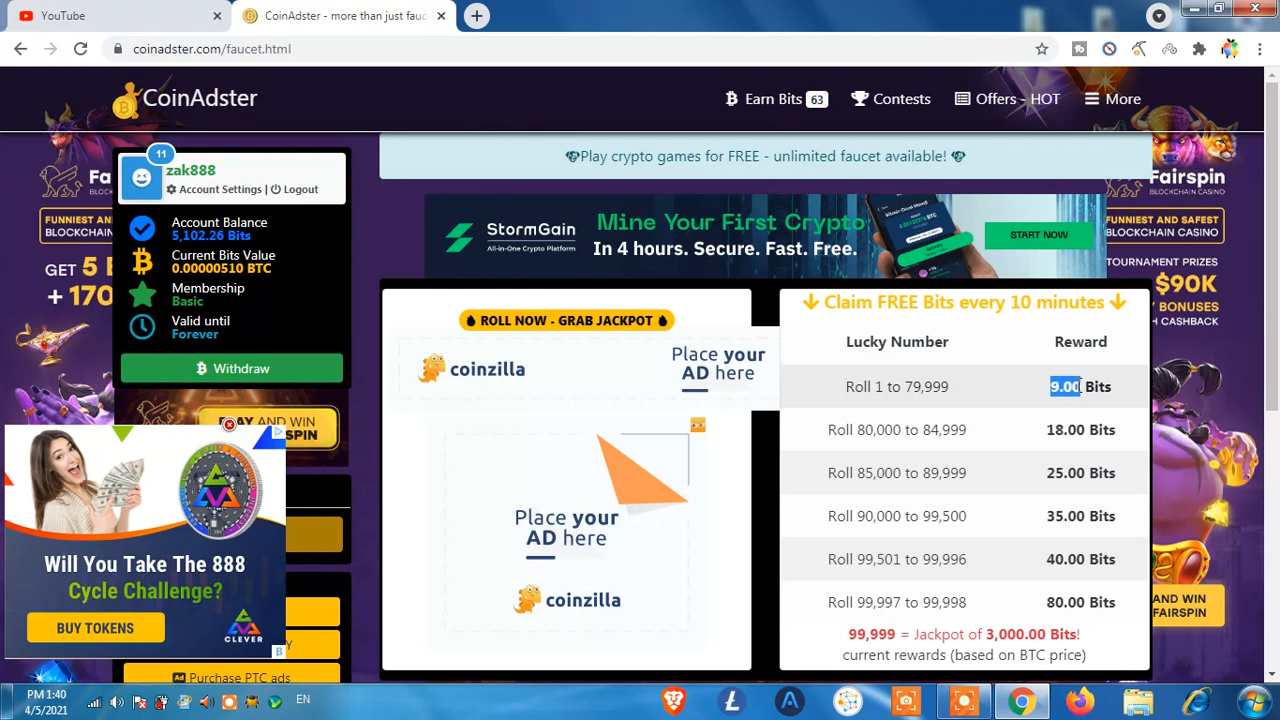 YouTube
CoinAdster - more than just fauc
coinadster.com/faucet.html
CoinAdster
Earn Bits 63
Contests
Offers - HOT
More
11
zak888
Account Settings | Logout
Account Balance
5,102.26 Bits
Current Bits Value
0.00000510 BTC
Membership
Basic
Valid until
Forever
Withdraw
Play crypto games for FREE - unlimited faucet available!
StormGain
All-in-One Crypto Platform
Mine Your First Crypto
In 4 hours. Secure. Fast. Free.
START NOW
ROLL NOW - GRAB JACKPOT
coinzilla
Place your
AD here
Place your
AD here
coinzilla
Claim FREE Bits every 10 minutes
Lucky Number Reward
Roll 1 to 79,999 9.00 Bits
Roll 80,000 to 84,999 18.00 Bits
Roll 85,000 to 89,999 25.00 Bits
Roll 90,000 to 99,500 35.00 Bits
Roll 99,501 to 99,996 40.00 Bits
Roll 99,997 to 99,998 80.00 Bits
99,999 = Jackpot of 3,000.00 Bits!
current rewards (based on BTC price)
Fa
BLOCKCH
FUNNIEST AND
BLOCKCHAIN
GET 5 
+ 170
Fairspin
BLOCKCHAIN CASINO
FUNNIEST AND SAFEST
BLOCKCHAIN CASINO
TOURNAMENT PRIZES
$90K
Y BONUSES
CASHBACK
AND WIN
FAIRSPIN
AND WIN
SPIN
Will You Take The 888
Cycle Challenge?
BUY TOKENS
CLEVER
Y
Ad Purchase PTC ads
PM 1:40
4/5/2021
EN